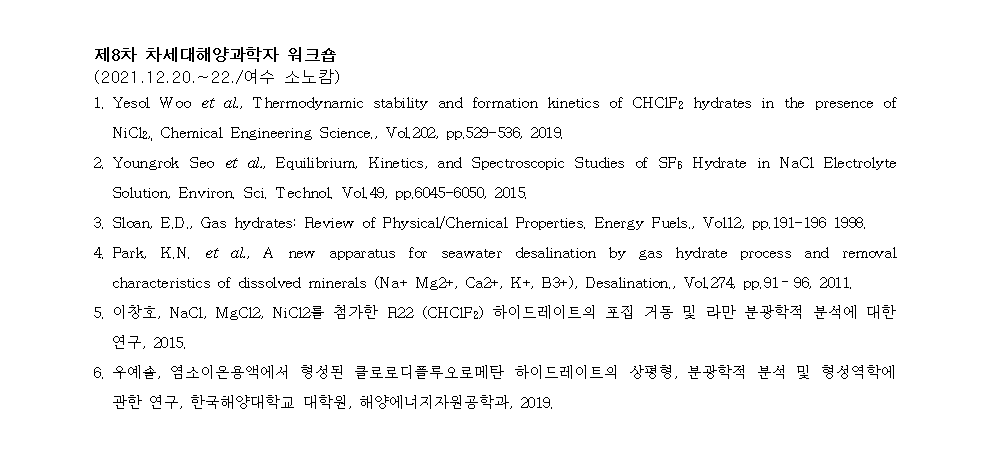 제8차 차세대해양과학자 워크숍
(2021.12.20.~22./여수 소노캄)
1. Yesol Woo et al., Thermodynamic stability and formation kinetics of CHClF₂ hydrates in the presence of
NiCl₂., Chemical Engineering Science., Vol.202, pp.529-536, 2019.
2. Youngrok Seo et al., Equilibrium, Kinetics, and Spectroscopic Studies of SF₆ Hydrate in NaCl Electrolyte
Solution, Environ. Sci. Technol. Vol.49, pp.6045-6050, 2015.
3. Sloan, E.D., Gas hydrates: Review of Physical/Chemical Properties. Energy Fuels., Vol12, pp.191-196 1998.
4. Park, K.N. et al., A new apparatus for seawater desalination by gas hydrate process and removal
characteristics of dissolved minerals (Na+ Mg2+, Ca2+, K+, B3+), Desalination., Vol.274, pp.91–96, 2011.
5. 이창호, NaCl, MgCl2, NiCl2를 첨가한 R22 (CHClF₂) 하이드레이트의 포집 거동 및 라만 분광학적 분석에 대한
연구, 2015.
6. 우예솔, 염소이온용액에서 형성된 클로로디플루오로메탄 하이드레이트의 상평형, 분광학적 분석 및 형성역학에
관한 연구, 한국해양대학교 대학원, 해양에너지자원공학과, 2019.